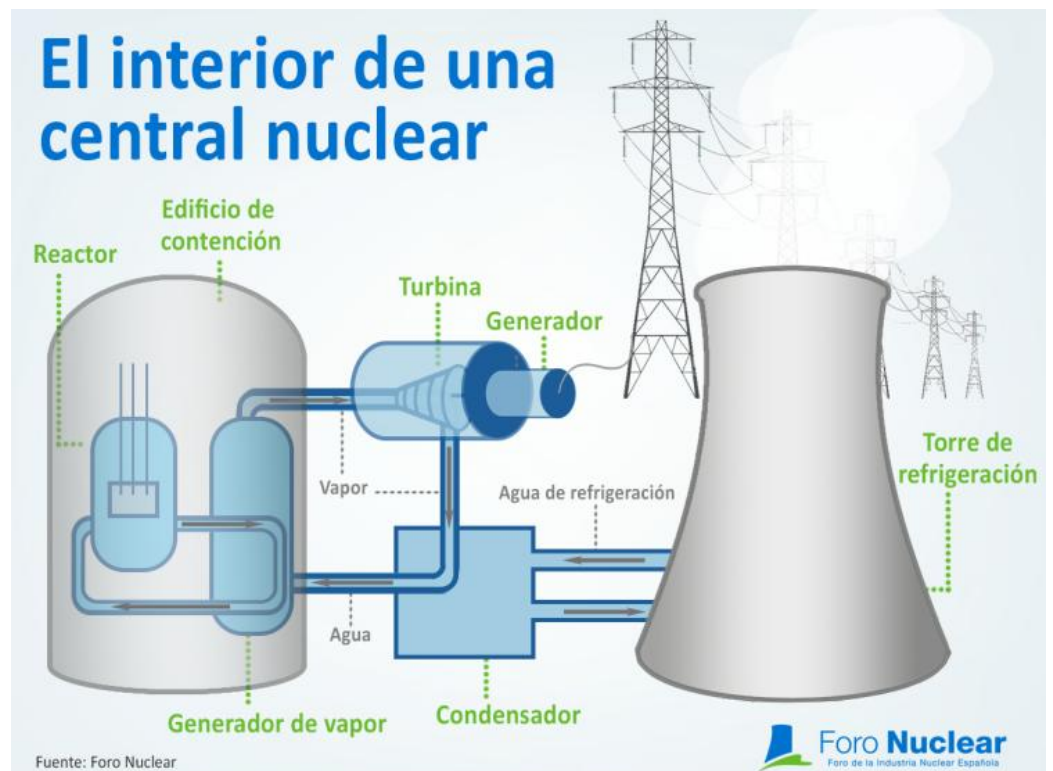 El interior de una
central nuclear
Edificio de
contención
Reactor
Turbina
Generador
Torre de
refrigeración
Vapor
Agua de refrigeración
Agua
Generador de vapor
Condensador
Fuente: Foro Nuclear
Foro Nuclear
Foro de la Industria Nuclear Española